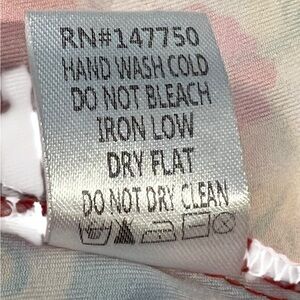 RN#147750
HAND WASH COLD
DO NOT BLEACH
IRON LOW
DRY FLAT
DO NOT DRY CLEAN